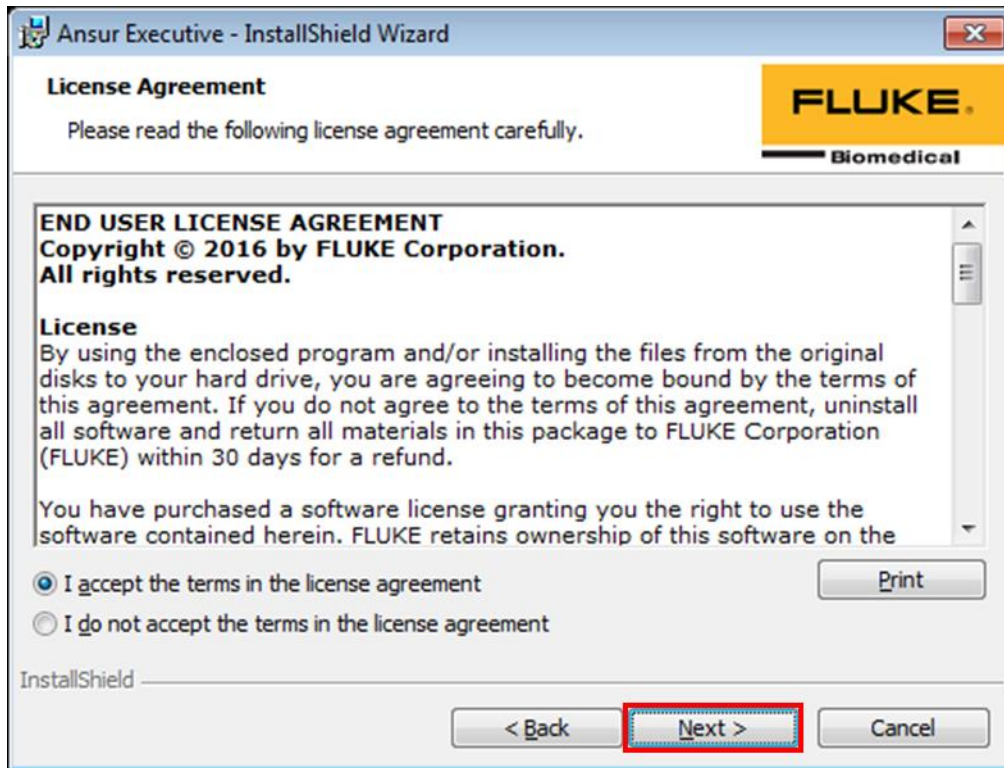 Ansur Executive - InstallShield Wizard
License Agreement
Please read the following license agreement carefully.
FLUKE®
Biomedical
END USER LICENSE AGREEMENT
Copyright © 2016 by FLUKE Corporation.
All rights reserved.
License
By using the enclosed program and/or installing the files from the original
disks to your hard drive, you are agreeing to become bound by the terms of
this agreement. If you do not agree to the terms of this agreement, uninstall
all software and return all materials in this package to FLUKE Corporation
(FLUKE) within 30 days for a refund.
You have purchased a software license granting you the right to use the
software contained herein. FLUKE retains ownership of this software on the
I accept the terms in the license agreement
Print
I do not accept the terms in the license agreement
InstallShield
< Back
Next >
Cancel